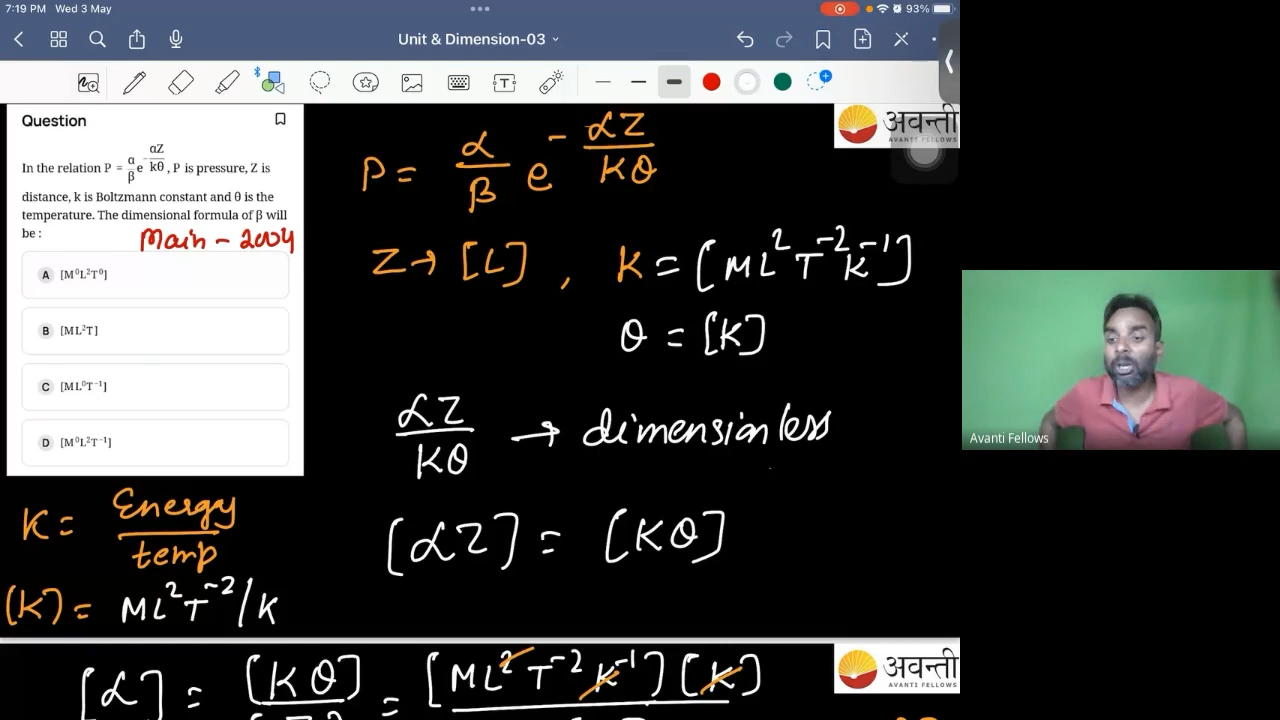 7:19 PM Wed 3 May
93%
Unit & Dimension-03
Question
In the relation P = α/β e^-αZ/kθ, P is pressure, Z is
distance, k is Boltzmann constant and θ is the
temperature. The dimensional formula of β will
be :
Main - 2004
A [M⁰L²T⁰]
B [ML²T]
C [ML⁰T⁻¹]
D [M⁰L²T⁻¹]
K = Energy/temp
(K) = ML²T⁻²/K
P = α/β e^-αZ/Kθ
Z → [L] , K = [ML²T⁻²K⁻¹]
θ = [K]
αZ/Kθ → dimensionless
[αZ] = [Kθ]
[α] = [Kθ] = [ML²T⁻²K⁻¹][K]
अवन्ती
अवन्ती
AVANTI FELLOWS
Avanti Fellows